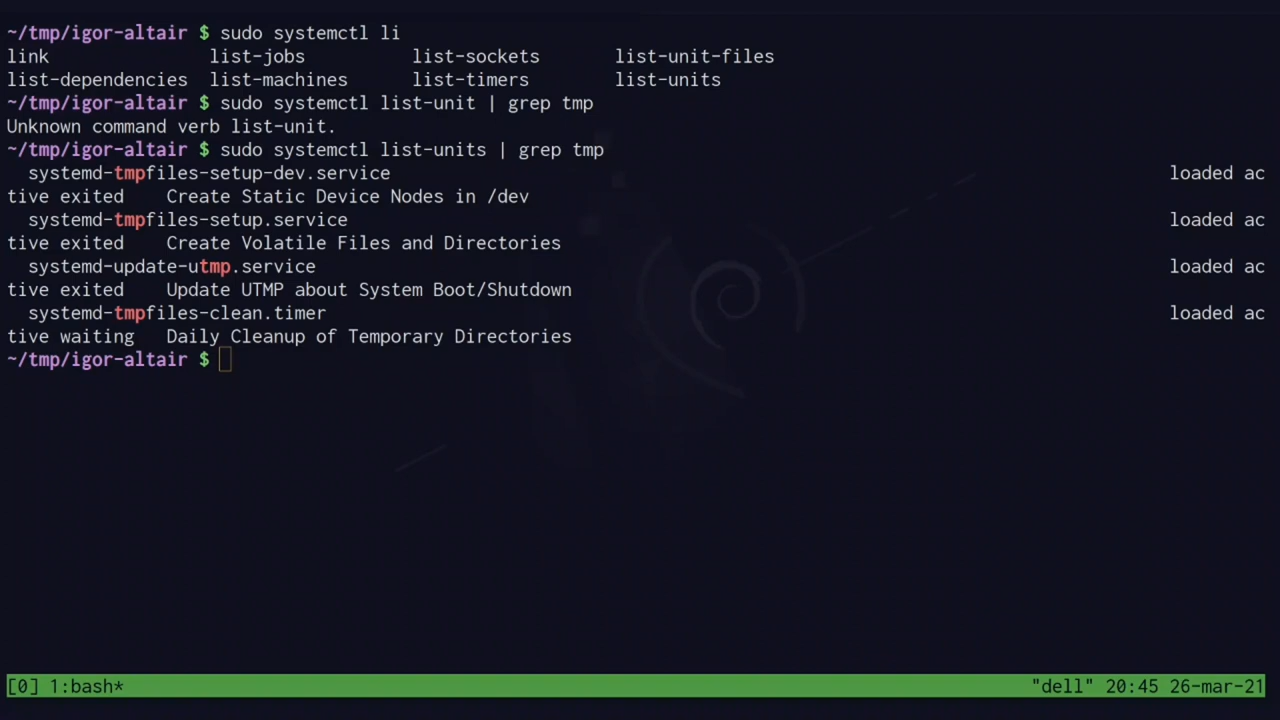 ~/tmp/igor-altair $ sudo systemctl li
link list-jobs list-sockets list-unit-files
list-dependencies list-machines list-timers list-units
~/tmp/igor-altair $ sudo systemctl list-unit | grep tmp
Unknown command verb list-unit.
~/tmp/igor-altair $ sudo systemctl list-units | grep tmp
systemd-tmpfiles-setup-dev.service loaded ac
tive exited Create Static Device Nodes in /dev
systemd-tmpfiles-setup.service loaded ac
tive exited Create Volatile Files and Directories
systemd-update-utmp.service loaded ac
tive exited Update UTMP about System Boot/Shutdown
systemd-tmpfiles-clean.timer loaded ac
tive waiting Daily Cleanup of Temporary Directories
~/tmp/igor-altair $
[0] 1:bash* "dell" 20:45 26-mar-21